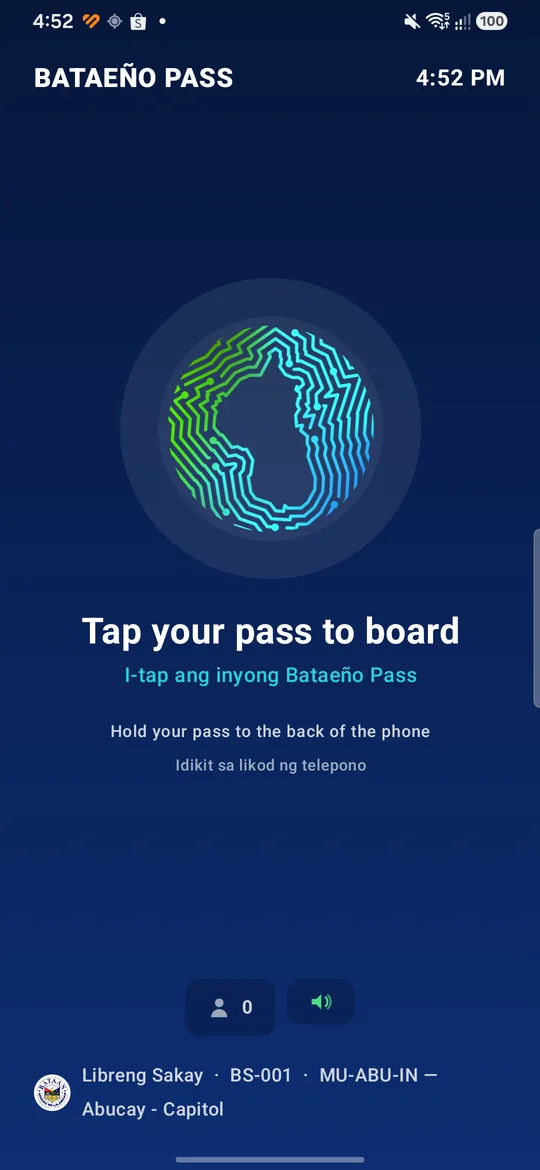 4:52
5
100
BATAEÑO PASS
4:52 PM
Tap your pass to board
I-tap ang inyong Bataeño Pass
Hold your pass to the back of the phone
Idikit sa likod ng telepono
0
Libreng Sakay · BS-001 · MU-ABU-IN —
Abucay - Capitol
BATAAN